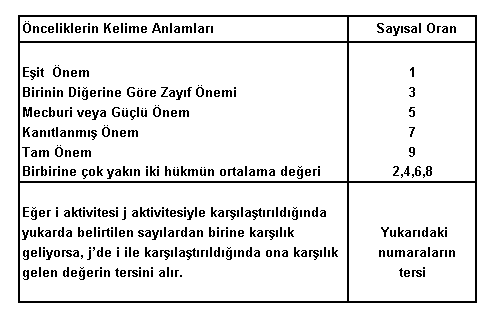 Önceliklerin Kelime Anlamları Sayısal Oran
Eşit Önem 1
Birinin Diğerine Göre Zayıf Önemi 3
Mecburi veya Güçlü Önem 5
Kanıtlanmış Önem 7
Tam Önem 9
Birbirine çok yakın iki hükmün ortalama değeri 2,4,6,8
Eğer i aktivitesi j aktivitesiyle karşılaştırıldığında
yukarda belirtilen sayılardan birine karşılık
geliyorsa, j'de i ile karşılaştırıldığında ona karşılık
gelen değerin tersini alır.
Yukarıdaki
numaraların
tersi